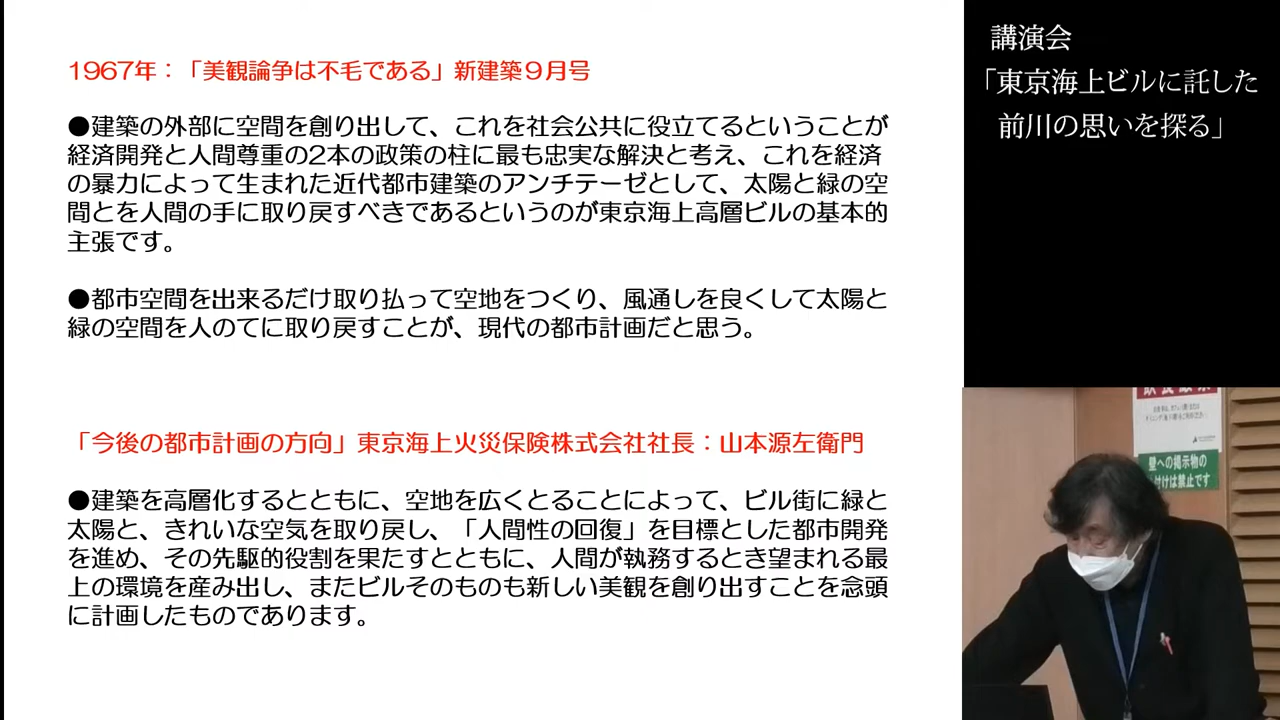 1967年：「美観論争は不毛である」新建築９月号
●建築の外部に空間を創り出して、これを社会公共に役立てるということが
経済開発と人間尊重の2本の政策の柱に最も忠実な解決と考え、これを経済
の暴力によって生まれた近代都市建築のアンチテーゼとして、太陽と緑の空
間とを人間の手に取り戻すべきであるというのが東京海上高層ビルの基本的
主張です。
●都市空間を出来るだけ取り払って空地をつくり、風通しを良くして太陽と
緑の空間を人のてに取り戻すことが、現代の都市計画だと思う。
「今後の都市計画の方向」東京海上火災保険株式会社社長：山本源左衛門
●建築を高層化するとともに、空地を広くとることによって、ビル街に緑と
太陽と、きれいな空気を取り戻し、「人間性の回復」を目標とした都市開発
を進め、その先駆的役割を果たすとともに、人間が執務するとき望まれる最
上の環境を産み出し、またビルそのものも新しい美観を創り出すことを念頭
に計画したものであります。
講演会
「東京海上ビルに託した
前川の思いを探る」
壁への掲示物の
付けは禁止です